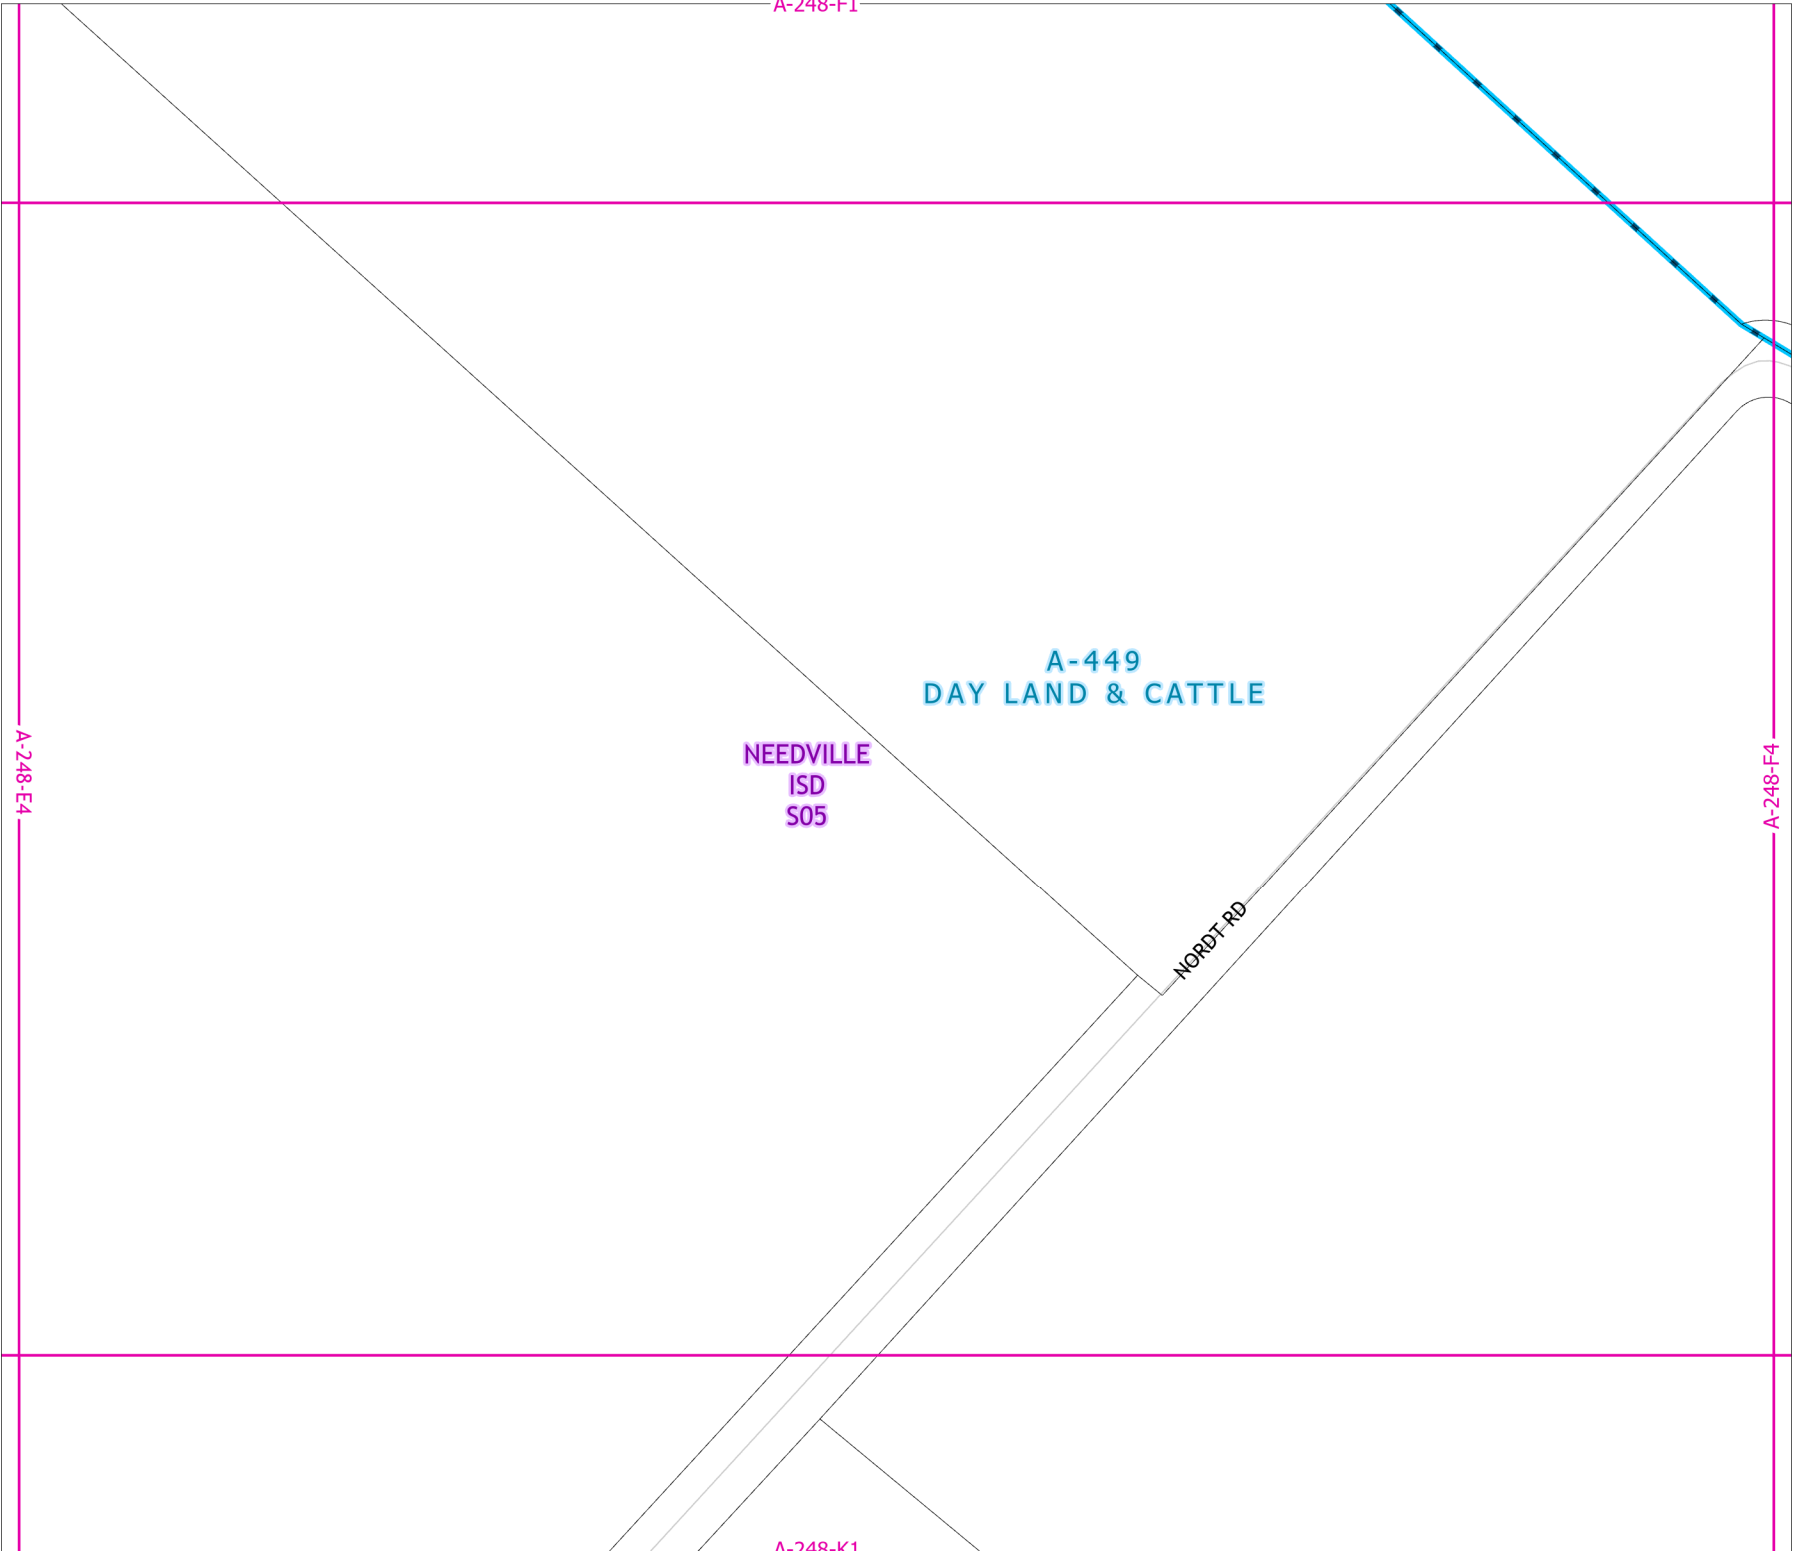 A-248-F1
A-449
DAY LAND & CATTLE
NEEDVILLE
ISD
S05
A-248-E4
A-248-F4
NORDT RD
A-248-K1